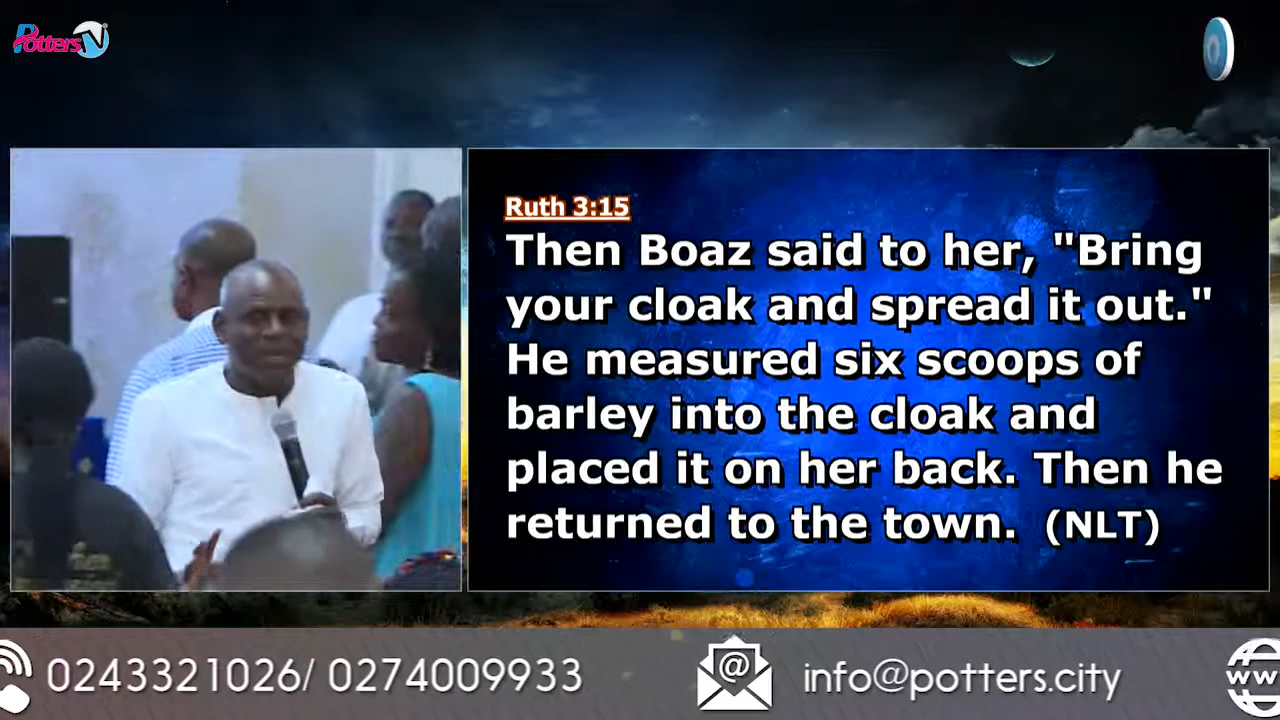 PottersTV
Ruth 3:15
Then Boaz said to her, "Bring
your cloak and spread it out."
He measured six scoops of
barley into the cloak and
placed it on her back. Then he
returned to the town. (NLT)
0243321026/ 0274009933
@
info@potters.city
WW